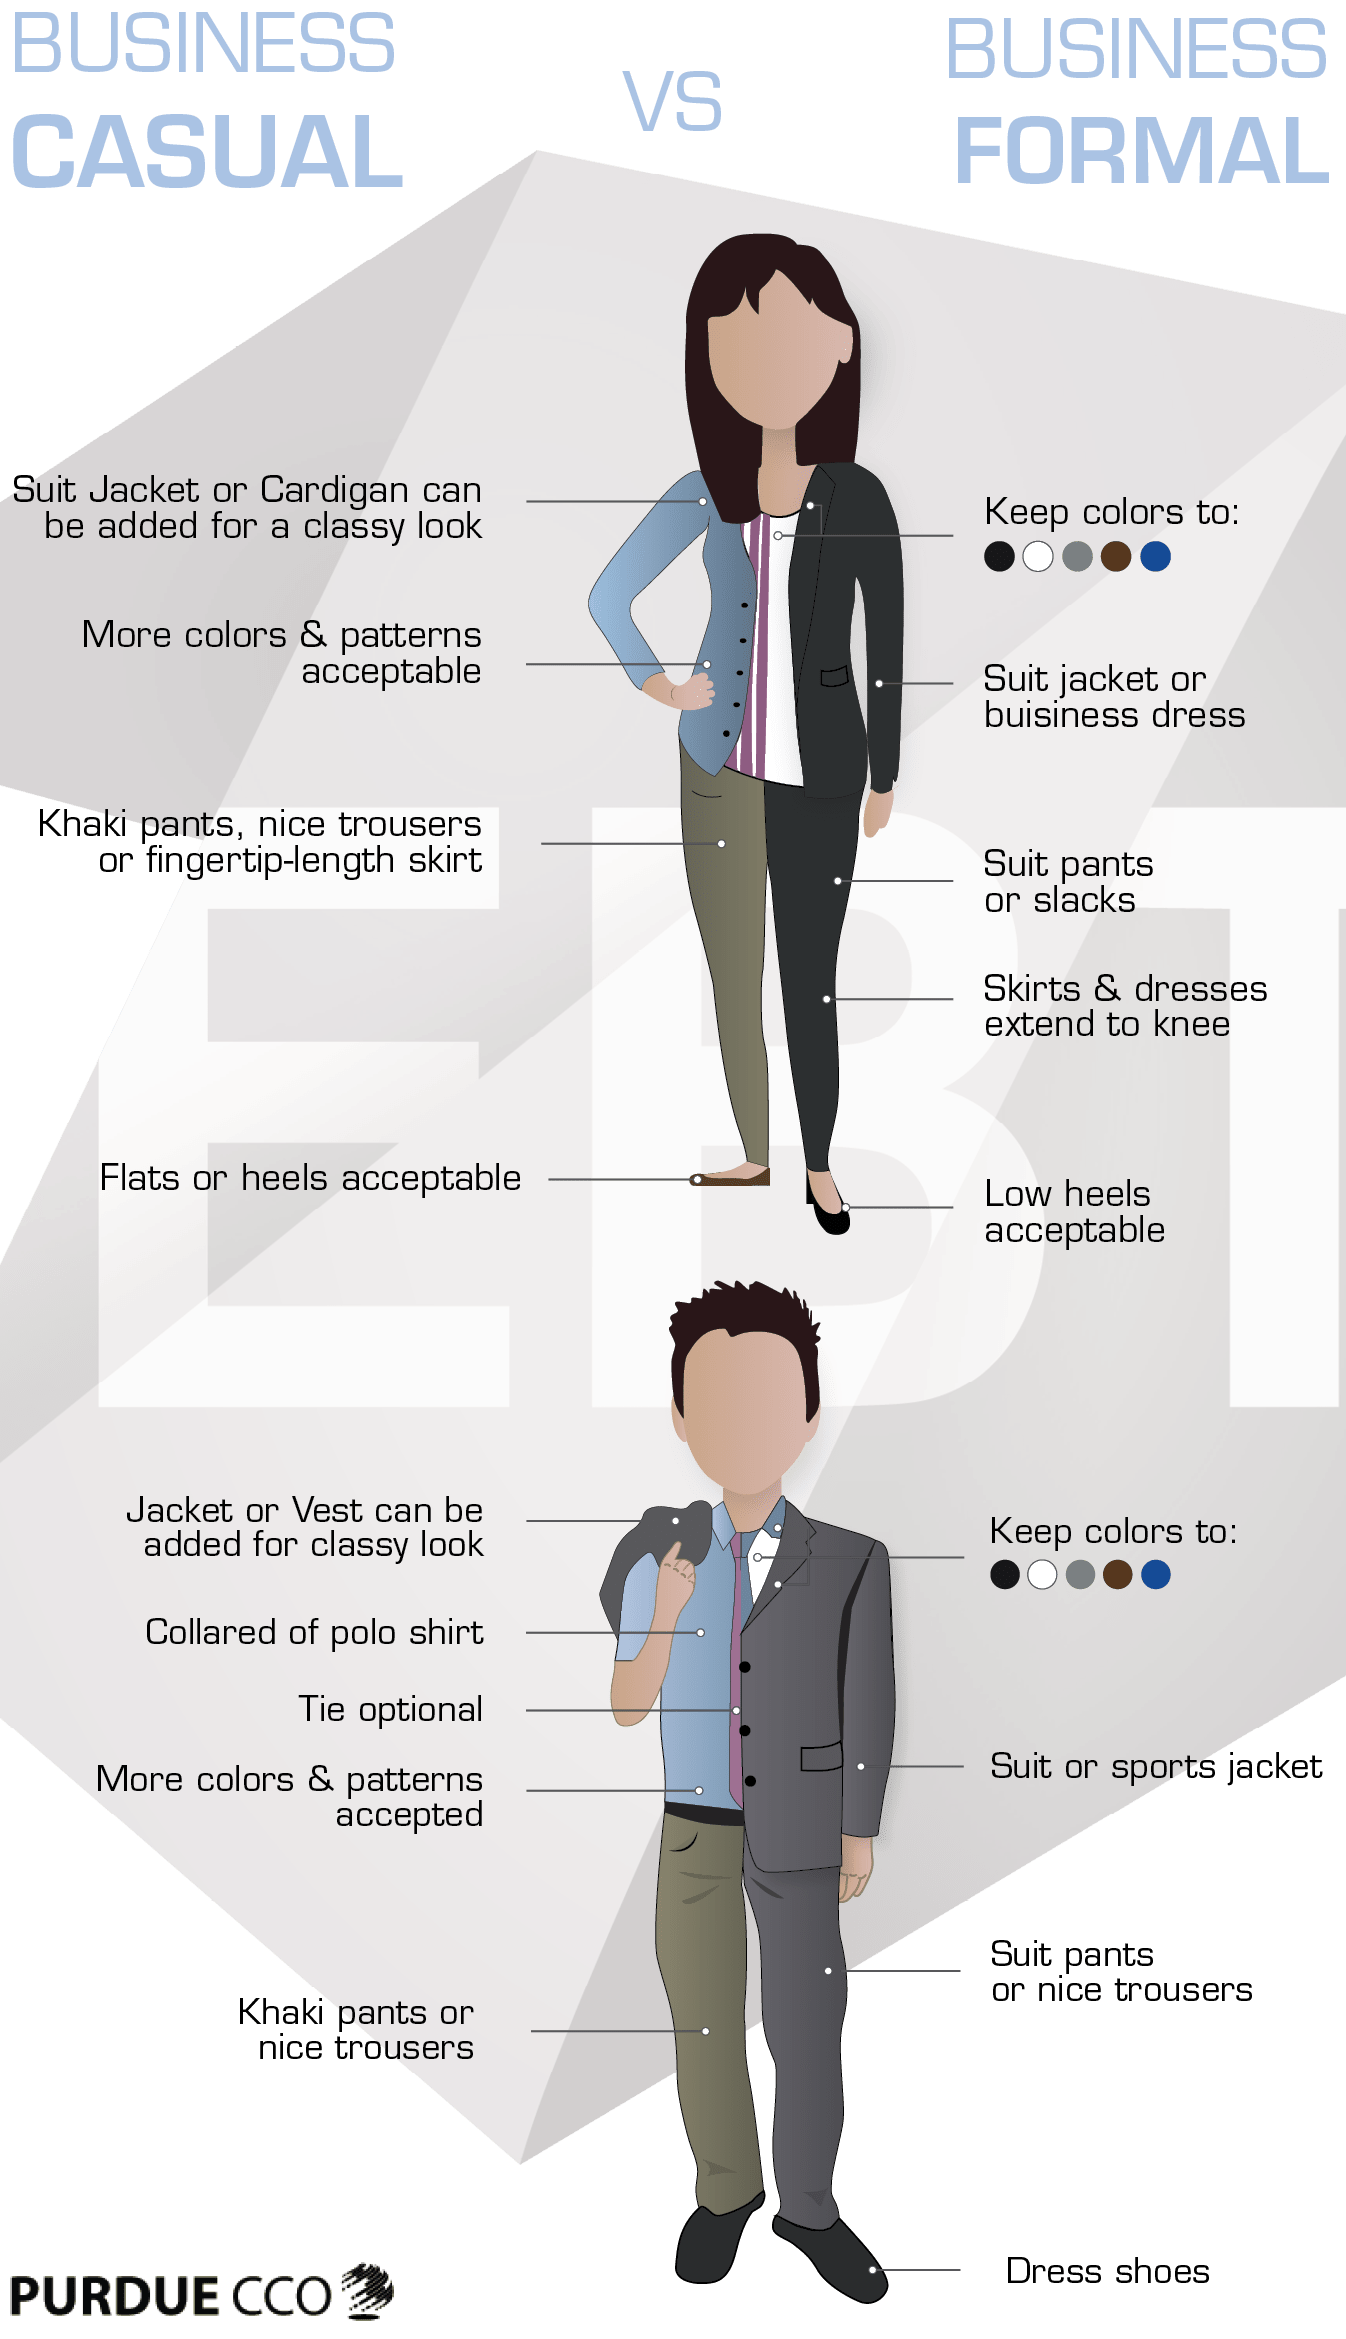 BUSINESS
CASUAL
VS
BUSINESS
FORMAL
Suit Jacket or Cardigan can
be added for a classy look
More colors & patterns
acceptable
Khaki pants, nice trousers
or fingertip-length skirt
Flats or heels acceptable
Keep colors to:
Suit jacket or
buisiness dress
Suit pants
or slacks
Skirts & dresses
extend to knee
Low heels
acceptable
EBT
Jacket or Vest can be
added for classy look
Collared of polo shirt
Tie optional
More colors & patterns
accepted
Khaki pants or
nice trousers
Keep colors to:
Suit or sports jacket
Suit pants
or nice trousers
Dress shoes
PURDUE CCO